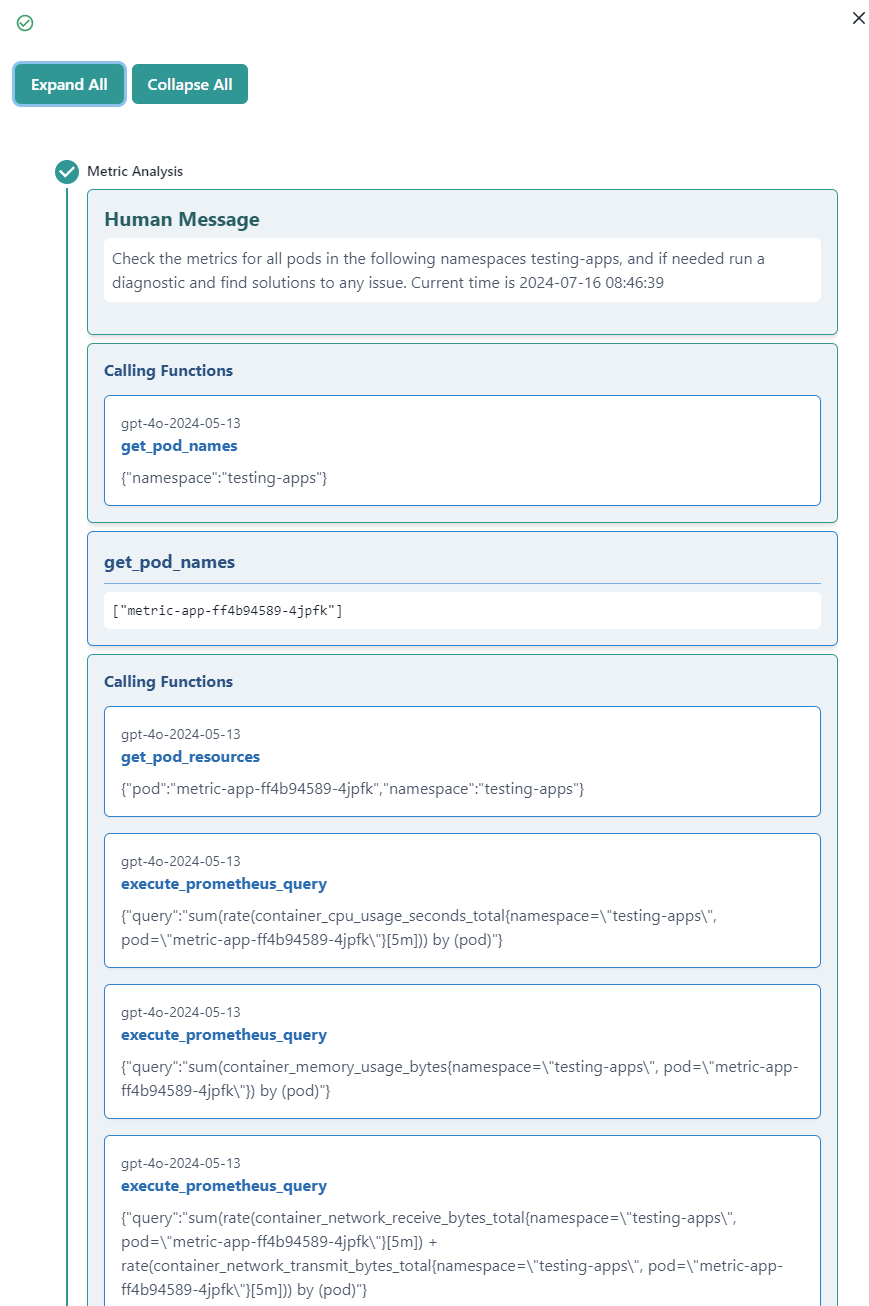 Expand All
Collapse All
Metric Analysis
Human Message
Check the metrics for all pods in the following namespaces testing-apps, and if needed run a
diagnostic and find solutions to any issue. Current time is 2024-07-16 08:46:39
Calling Functions
gpt-4o-2024-05-13
get_pod_names
{"namespace":"testing-apps"}
get_pod_names
["metric-app-ff4b94589-4jpfk"]
Calling Functions
gpt-4o-2024-05-13
get_pod_resources
{"pod":"metric-app-ff4b94589-4jpfk","namespace":"testing-apps"}
gpt-4o-2024-05-13
execute_prometheus_query
{"query":"sum(rate(container_cpu_usage_seconds_total{namespace=\"testing-apps\",
pod=\"metric-app-ff4b94589-4jpfk\"}[5m])) by (pod)"}
gpt-4o-2024-05-13
execute_prometheus_query
{"query":"sum(container_memory_usage_bytes{namespace=\"testing-apps\", pod=\"metric-app-
ff4b94589-4jpfk\"}) by (pod)"}
gpt-4o-2024-05-13
execute_prometheus_query
{"query":"sum(rate(container_network_receive_bytes_total{namespace=\"testing-apps\",
pod=\"metric-app-ff4b94589-4jpfk\"}[5m]) +
rate(container_network_transmit_bytes_total{namespace=\"testing-apps\", pod=\"metric-app-
ff4b94589-4jpfk\"}[5m])) by (pod)"}